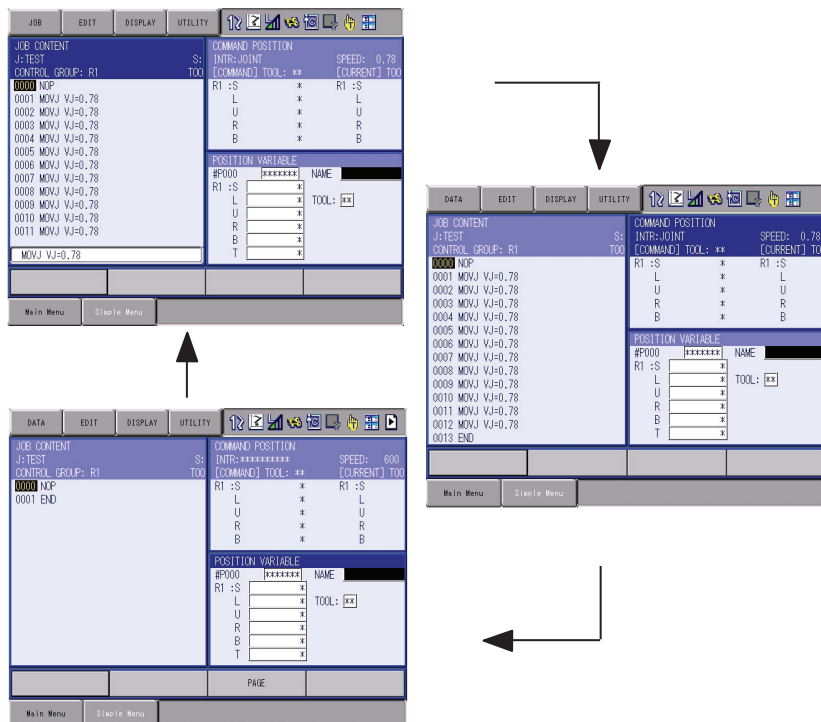 JOB EDIT DISPLAY UTILITY
JOB CONTENT
J:TEST S:
CONTROL GROUP: R1 TOO
0000 NOP
0001 MOVJ VJ=0.78
0002 MOVJ VJ=0.78
0003 MOVJ VJ=0.78
0004 MOVJ VJ=0.78
0005 MOVJ VJ=0.78
0006 MOVJ VJ=0.78
0007 MOVJ VJ=0.78
0008 MOVJ VJ=0.78
0009 MOVJ VJ=0.78
0010 MOVJ VJ=0.78
0011 MOVJ VJ=0.78
MOVJ VJ=0.78
COMMAND POSITION
INTR:JOINT SPEED: 0.78
[COMMAND] TOOL: ** [CURRENT] TOO
R1 :S * R1 :S
L * L
U * U
R * R
B * B
POSITION VARIABLE
#P000 ******* NAME
R1 :S *
L * TOOL: **
U *
R *
B *
T *
Main Menu Simple Menu
DATA EDIT DISPLAY UTILITY
JOB CONTENT
J:TEST S:
CONTROL GROUP: R1 TOO
0000 NOP
0001 MOVJ VJ=0.78
0002 MOVJ VJ=0.78
0003 MOVJ VJ=0.78
0004 MOVJ VJ=0.78
0005 MOVJ VJ=0.78
0006 MOVJ VJ=0.78
0007 MOVJ VJ=0.78
0008 MOVJ VJ=0.78
0009 MOVJ VJ=0.78
0010 MOVJ VJ=0.78
0011 MOVJ VJ=0.78
0012 MOVJ VJ=0.78
0013 END
COMMAND POSITION
INTR:JOINT SPEED: 0.78
[COMMAND] TOOL: ** [CURRENT] TO
R1 :S * R1 :S
L * L
U * U
R * R
B * B
POSITION VARIABLE
#P000 ******* NAME
R1 :S *
L * TOOL: **
U *
R *
B *
T *
Main Menu Simple Menu
DATA EDIT DISPLAY UTILITY
JOB CONTENT
J:TEST S:
CONTROL GROUP: R1 TOO
0000 NOP
0001 END
COMMAND POSITION
INTR:********** SPEED: 600
[COMMAND] TOOL: ** [CURRENT] TOO
R1 :S * R1 :S
L * L
U * U
R * R
B * B
POSITION VARIABLE
#P000 ******* NAME
R1 :S *
L * TOOL: **
U *
R *
B *
T *
PAGE
Main Menu Simple Menu